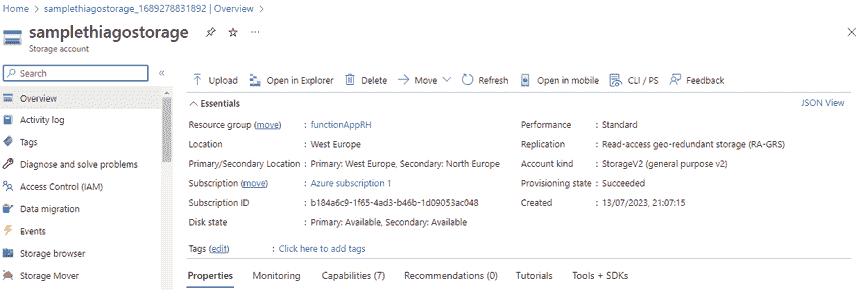 Home > samplethiagostorage_1689278831892 | Overview >
samplethiagostorage
Storage account
Search
Upload Open in Explorer Delete Move Refresh Open in mobile CLI / PS Feedback
Overview
Activity log
Tags
Diagnose and solve problems
Access Control (IAM)
Data migration
Events
Storage browser
Storage Mover
Essentials
JSON View
Resource group (move) : functionAppRH
Location : West Europe
Primary/Secondary Location : Primary: West Europe, Secondary: North Europe
Subscription (move) : Azure subscription 1
Subscription ID : b184a6c9-1f65-4ad3-b46b-1d09053ac048
Disk state : Primary: Available, Secondary: Available
Performance : Standard
Replication : Read-access geo-redundant storage (RA-GRS)
Account kind : StorageV2 (general purpose v2)
Provisioning state : Succeeded
Created : 13/07/2023, 21:07:15
Tags (edit) : Click here to add tags
Properties Monitoring Capabilities (7) Recommendations (0) Tutorials Tools + SDKs